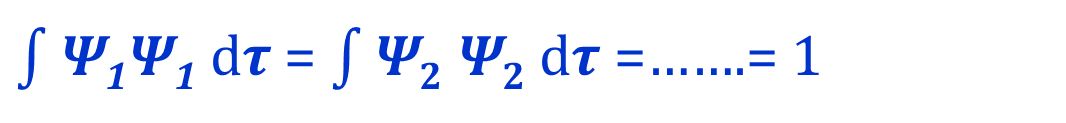 ∫ Ψ₁Ψ₁ dτ = ∫ Ψ₂ Ψ₂ dτ =…….= 1